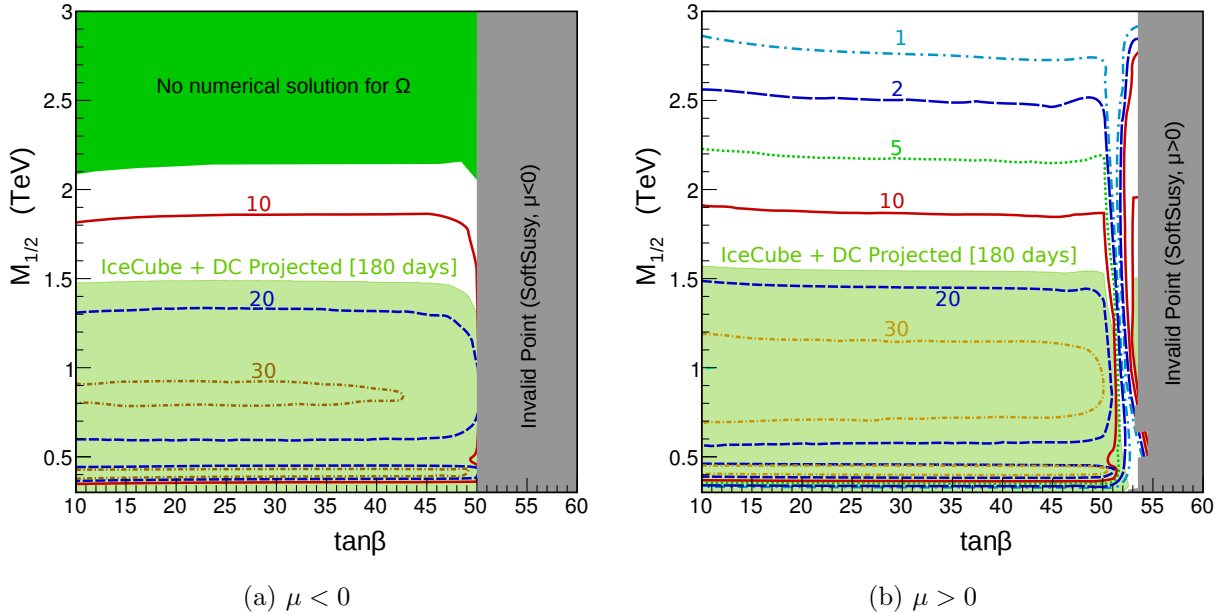 3
2.5
2
1.5
1
0.5
M1/2 (TeV)
No numerical solution for Ω
10
IceCube + DC Projected [180 days]
20
30
Invalid Point (SoftSusy, μ<0)
10 15 20 25 30 35 40 45 50 55 60
tanβ
(a) μ < 0
3
2.5
2
1.5
1
0.5
M1/2 (TeV)
1
2
5
10
IceCube + DC Projected [180 days]
20
30
Invalid Point (SoftSusy, μ>0)
10 15 20 25 30 35 40 45 50 55 60
tanβ
(b) μ > 0